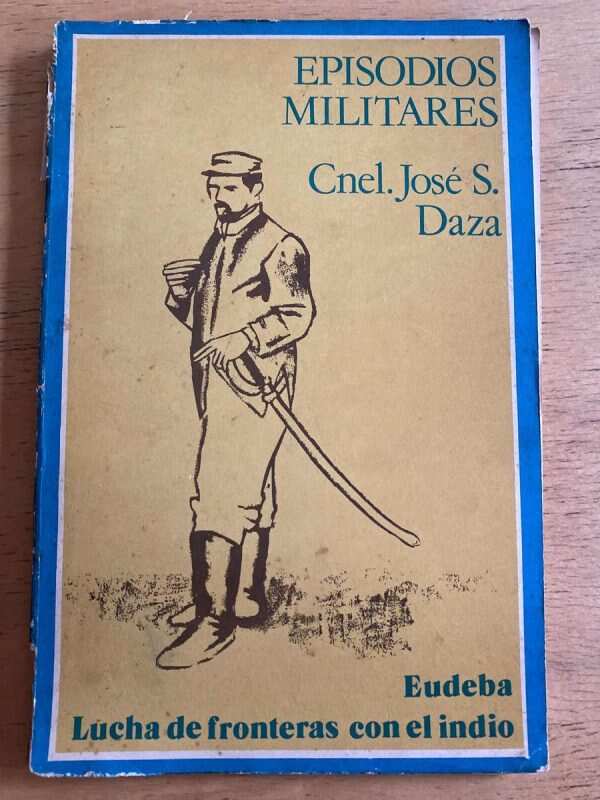 EPISODIOS
MILITARES
Cnel. José S.
Daza
Eudeba
Lucha de fronteras con el indio